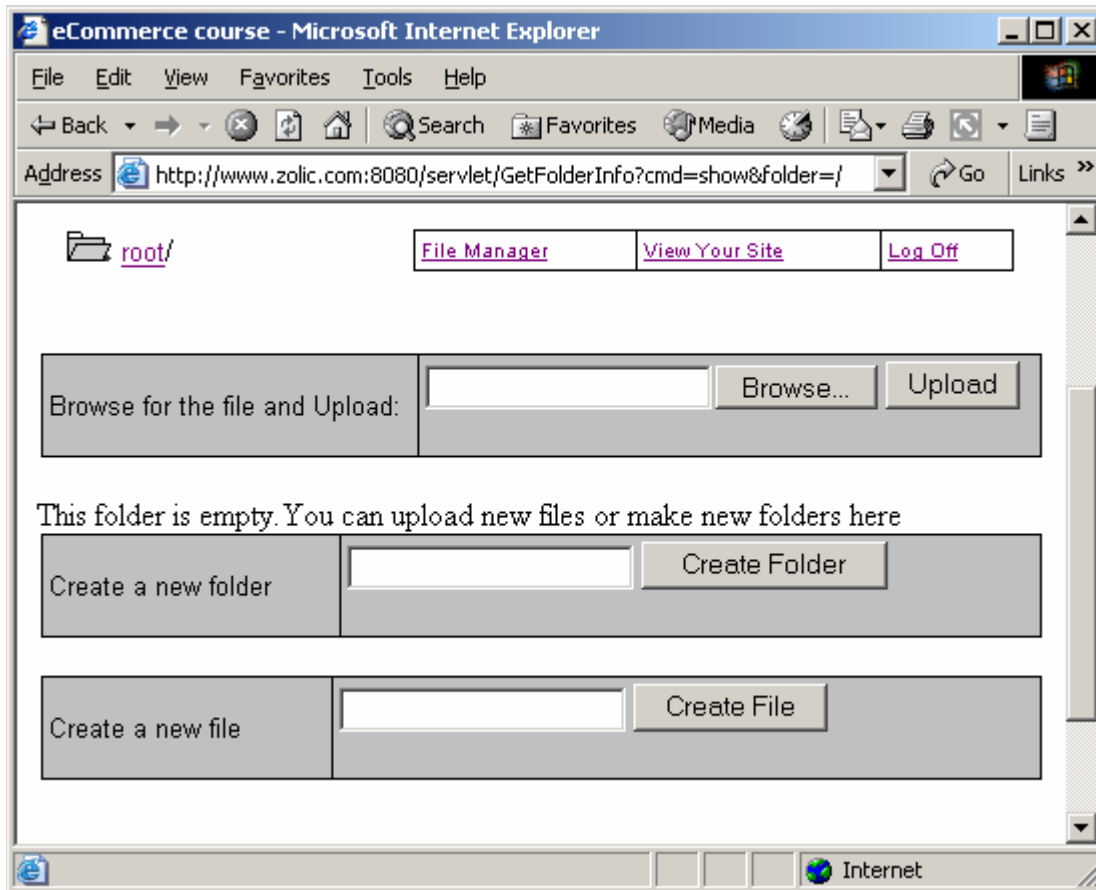 eCommerce course - Microsoft Internet Explorer
File Edit View Favorites Tools Help
Back Search Favorites Media
Address http://www.zolic.com:8080/servlet/GetFolderInfo?cmd=show&folder=/ Go Links »
root/ File Manager View Your Site Log Off
Browse for the file and Upload: Browse... Upload
This folder is empty. You can upload new files or make new folders here
Create a new folder Create Folder
Create a new file Create File
Internet